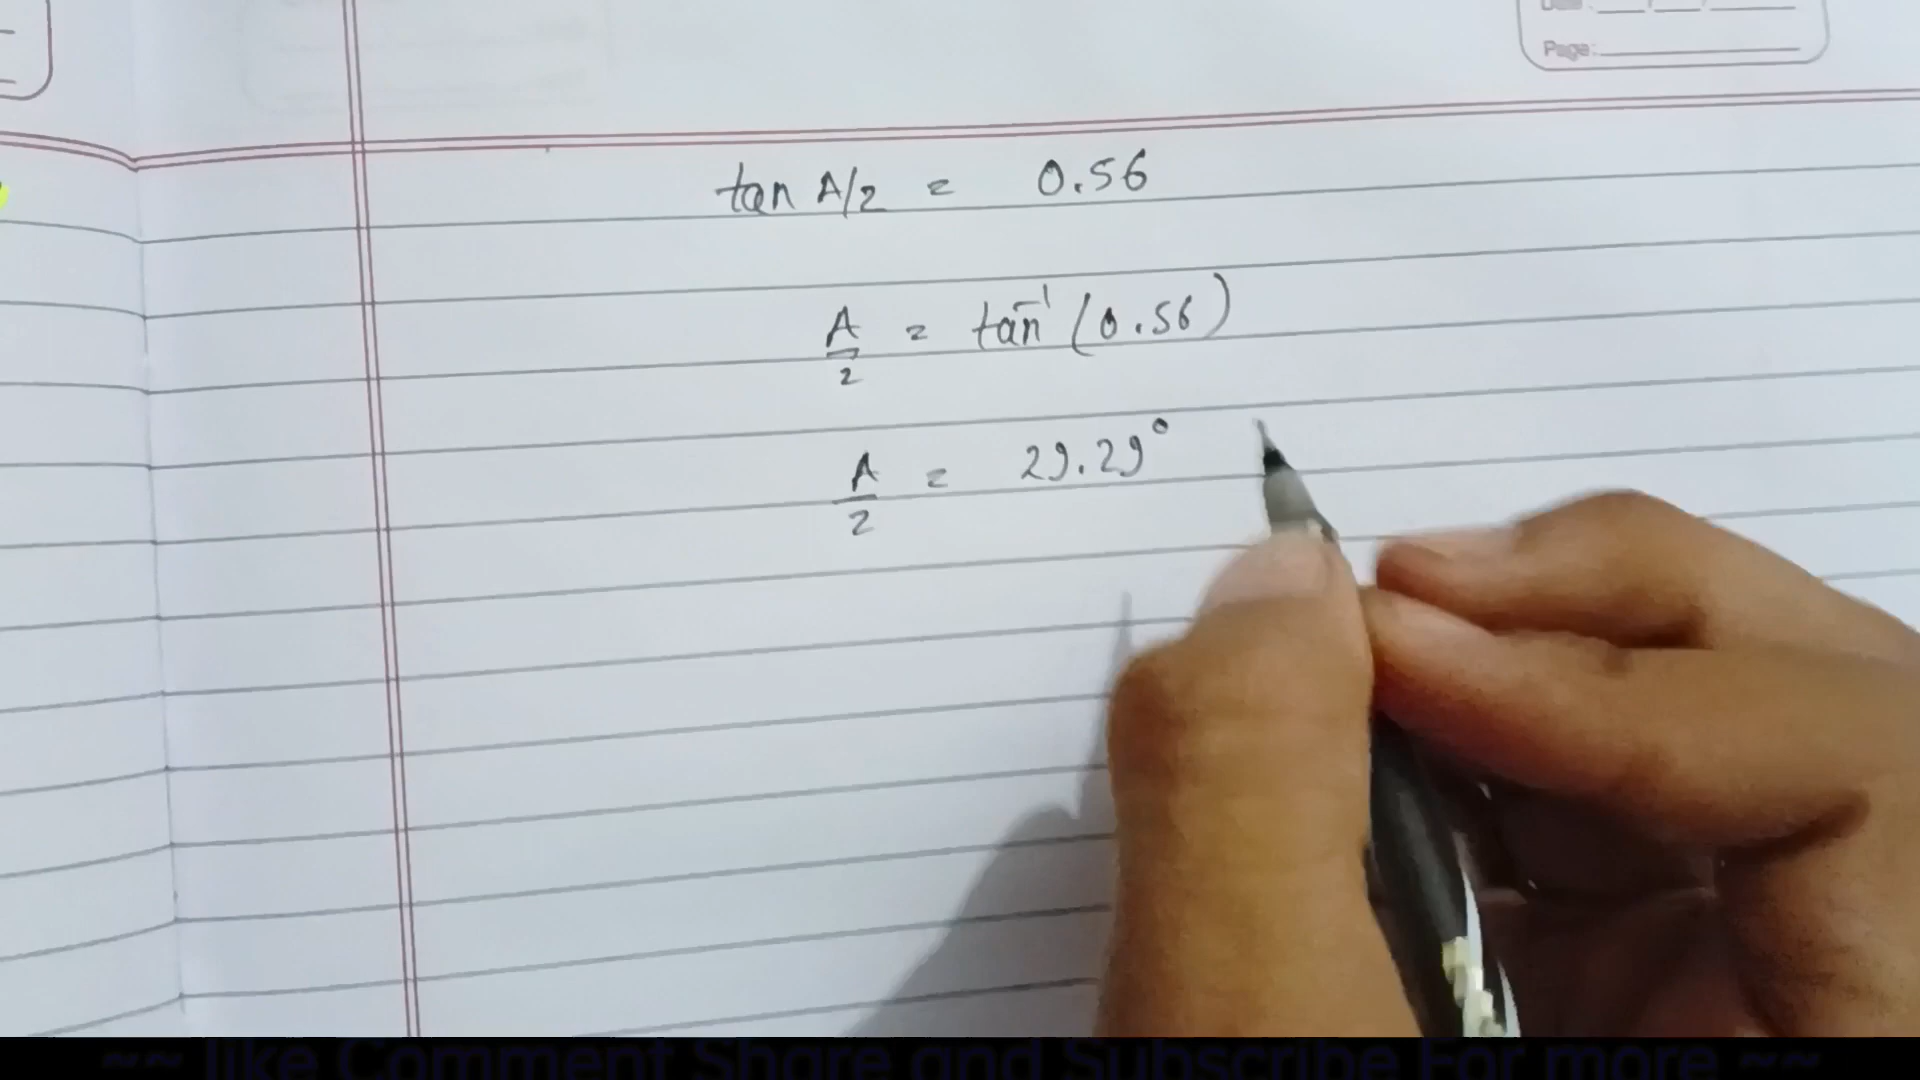 Page:
tan A/2 = 0.56
A/2 = tan⁻¹ (0.56)
A/2 = 29.29°
~~ like Comment Share and Subscribe For more ~~